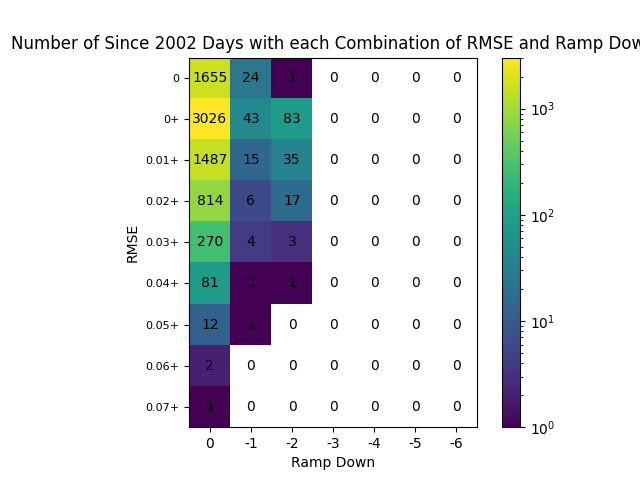 Number of Since 2002 Days with each Combination of RMSE and Ramp Dow
0 1655 24 1 0 0 0 0
0+ 3026 43 83 0 0 0 0
0.01+ 1487 15 35 0 0 0 0
0.02+ 814 6 17 0 0 0 0
0.03+ 270 4 3 0 0 0 0
0.04+ 81 1 1 0 0 0 0
0.05+ 12 1 0 0 0 0 0
0.06+ 2 0 0 0 0 0 0
0.07+ 1 0 0 0 0 0 0
0 -1 -2 -3 -4 -5 -6
Ramp Down
RMSE
10³
10²
10¹
10⁰